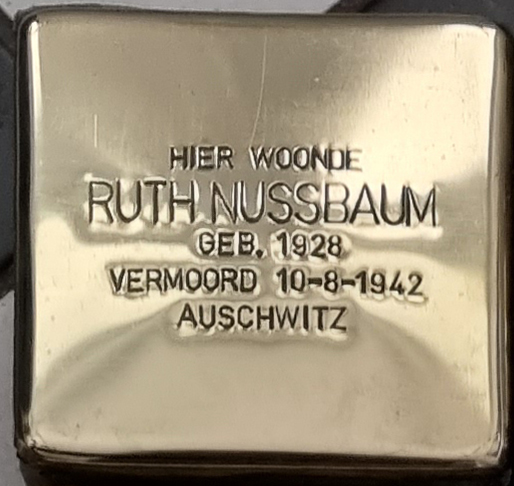 HIER WOONDE
RUTH NUSSBAUM
GEB. 1928
VERMOORD 10-8-1942
AUSCHWITZ